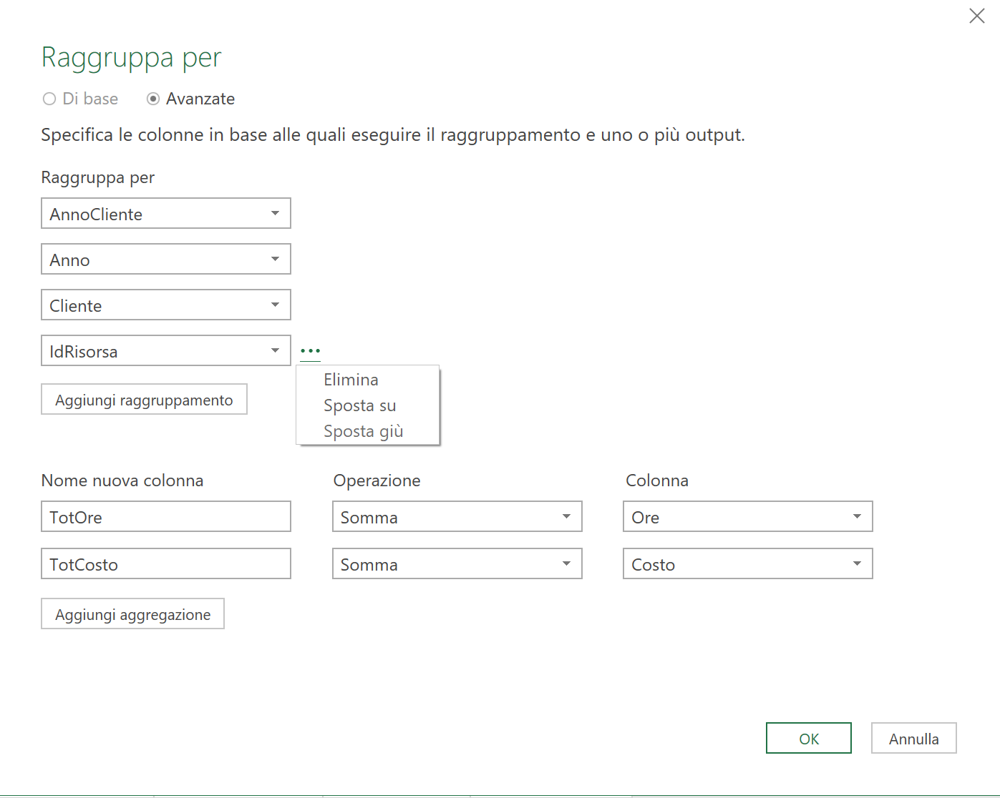 Raggruppa per
Di base Avanzate
Specifica le colonne in base alle quali eseguire il raggruppamento e uno o più output.
Raggruppa per
AnnoCliente
Anno
Cliente
IdRisorsa
Elimina
Sposta su
Sposta giù
Aggiungi raggruppamento
Nome nuova colonna Operazione Colonna
TotOre Somma Ore
TotCosto Somma Costo
Aggiungi aggregazione
OK Annulla